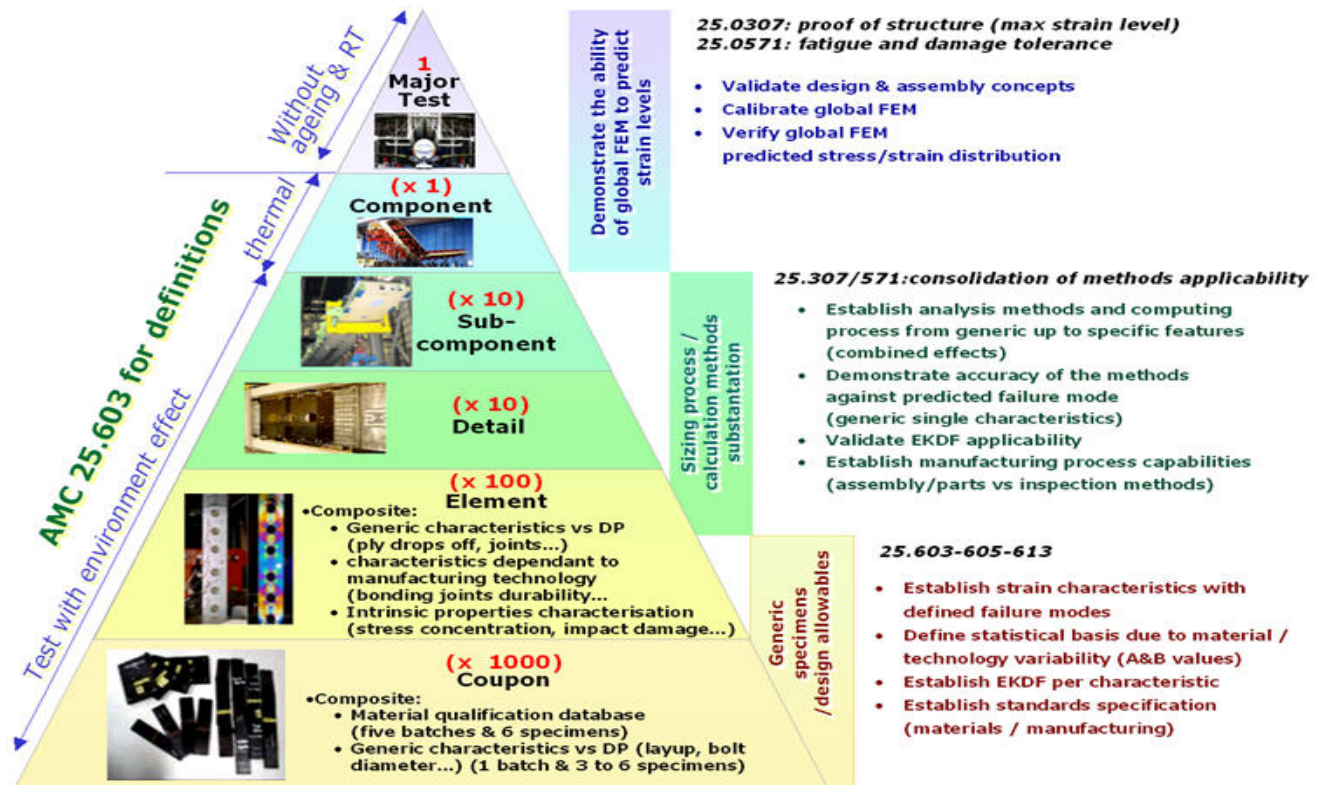 Without
ageing & RT
thermal
Test with environment effect
AMC 25.603 for definitions
1
Major
Test
(x 1)
Component
(x 10)
Sub-
component
(x 10)
Detail
(x 100)
Element
•Composite:
• Generic characteristics vs DP
(ply drops off, joints...)
• characteristics dependant to
manufacturing technology
(bonding joints durability...
• Intrinsic properties characterisation
(stress concentration, impact damage...)
(x 1000)
Coupon
•Composite:
• Material qualification database
(five batches & 6 specimens)
• Generic characteristics vs DP (layup, bolt
diameter...) (1 batch & 3 to 6 specimens)
Demonstrate the ability
of global FEM to predict
strain levels
25.0307: proof of structure (max strain level)
25.0571: fatigue and damage tolerance
• Validate design & assembly concepts
• Calibrate global FEM
• Verify global FEM
predicted stress/strain distribution
Sizing process /
calculation methods
substantation
25.307/571:consolidation of methods applicability
• Establish analysis methods and computing
process from generic up to specific features
(combined effects)
• Demonstrate accuracy of the methods
against predicted failure mode
(generic single characteristics)
• Validate EKDF applicability
• Establish manufacturing process capabilities
(assembly/parts vs inspection methods)
Generic
specimens
/design allowables
25.603-605-613
• Establish strain characteristics with
defined failure modes
• Define statistical basis due to material /
technology variability (A&B values)
• Establish EKDF per characteristic
• Establish standards specification
(materials / manufacturing)